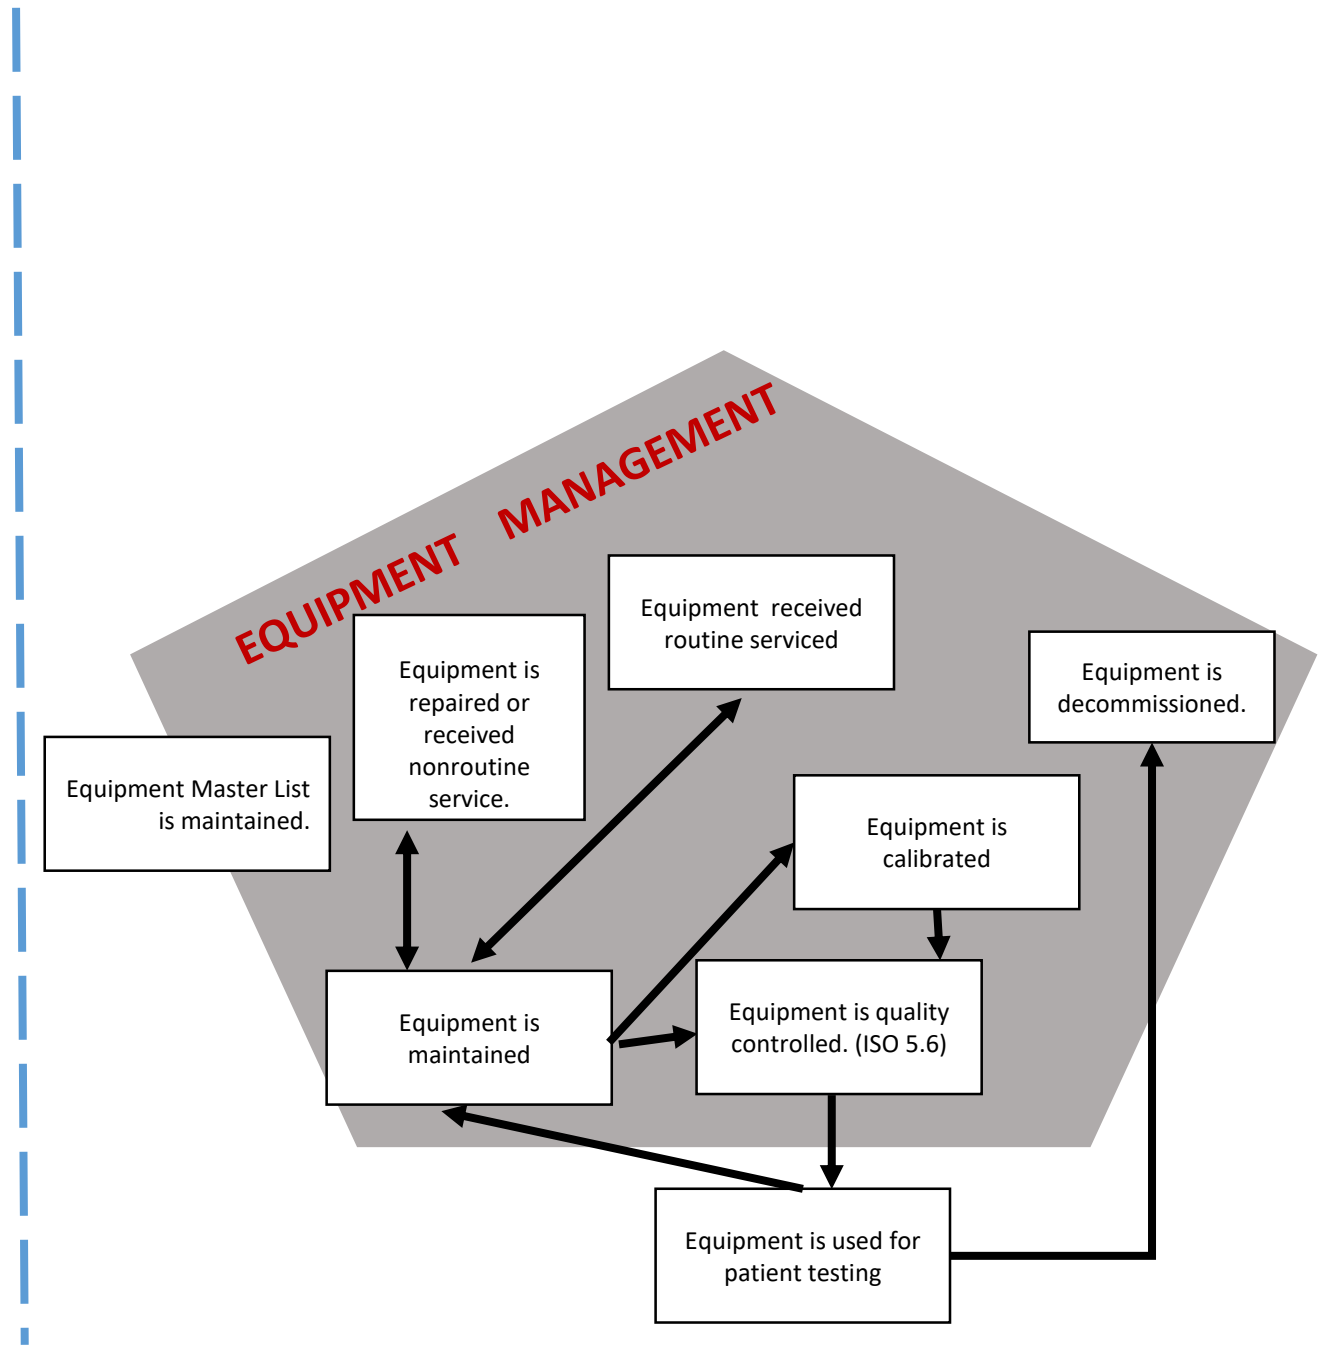 EQUIPMENT MANAGEMENT
Equipment received
routine serviced
Equipment is
repaired or
received
nonroutine
service.
Equipment is
decommissioned.
Equipment Master List
is maintained.
Equipment is
calibrated
Equipment is
maintained
Equipment is quality
controlled. (ISO 5.6)
Equipment is used for
patient testing